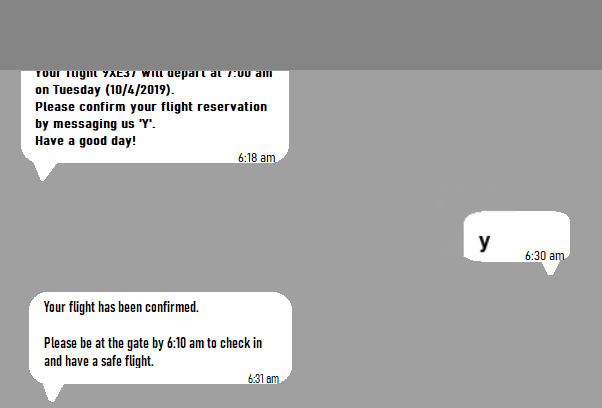 Your flight 9XE37 will depart at 7:00 am
on Tuesday (10/4/2019).
Please confirm your flight reservation
by messaging us 'Y'.
Have a good day!
6:18 am
y
6:30 am
Your flight has been confirmed.
Please be at the gate by 6:10 am to check in
and have a safe flight.
6:31 am